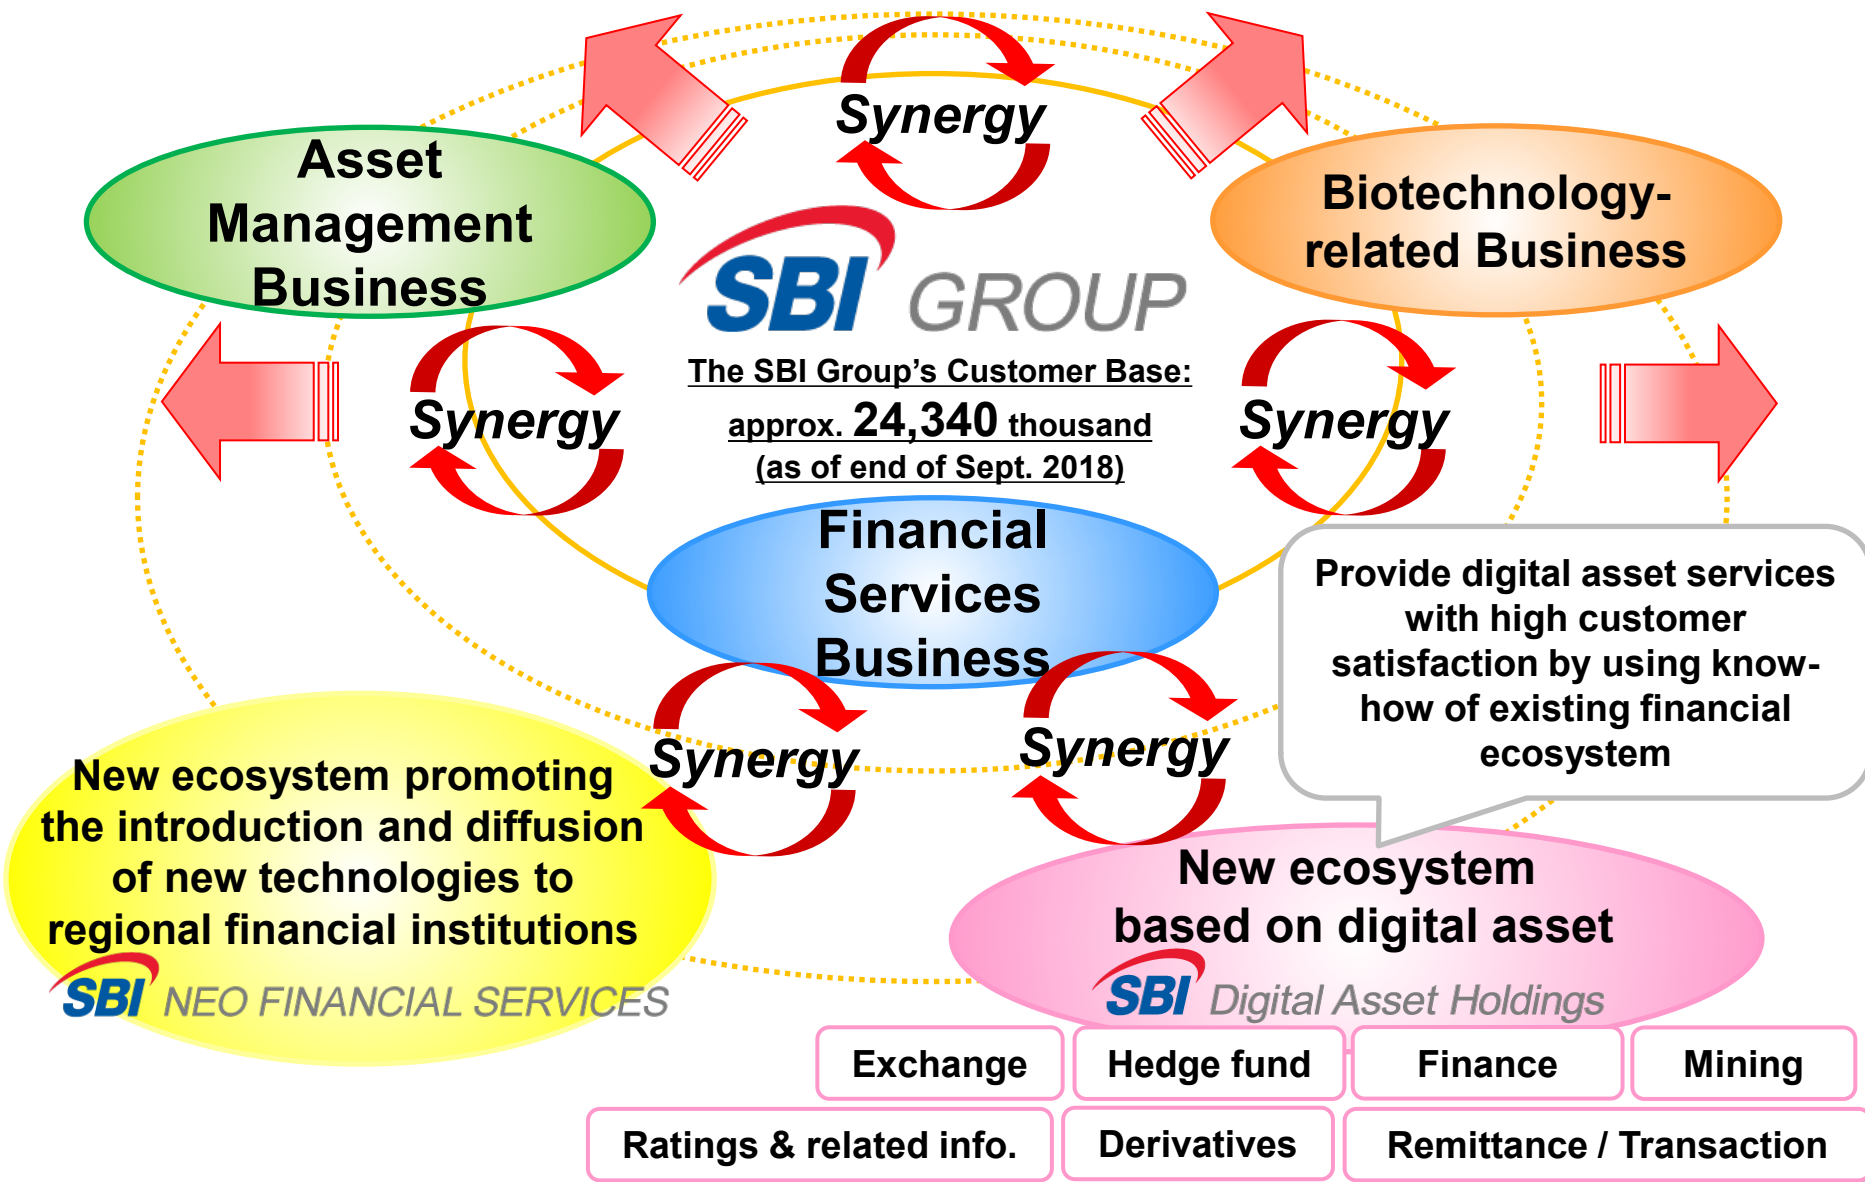 Synergy
Asset
Management
Business
Biotechnology-
related Business
SBI GROUP
The SBI Group's Customer Base:
approx. 24,340 thousand
(as of end of Sept. 2018)
Synergy
Synergy
Financial
Services
Business
Provide digital asset services
with high customer
satisfaction by using know-
how of existing financial
ecosystem
Synergy
Synergy
New ecosystem promoting
the introduction and diffusion
of new technologies to
regional financial institutions
SBI NEO FINANCIAL SERVICES
New ecosystem
based on digital asset
SBI Digital Asset Holdings
Exchange
Hedge fund
Finance
Mining
Ratings & related info.
Derivatives
Remittance / Transaction